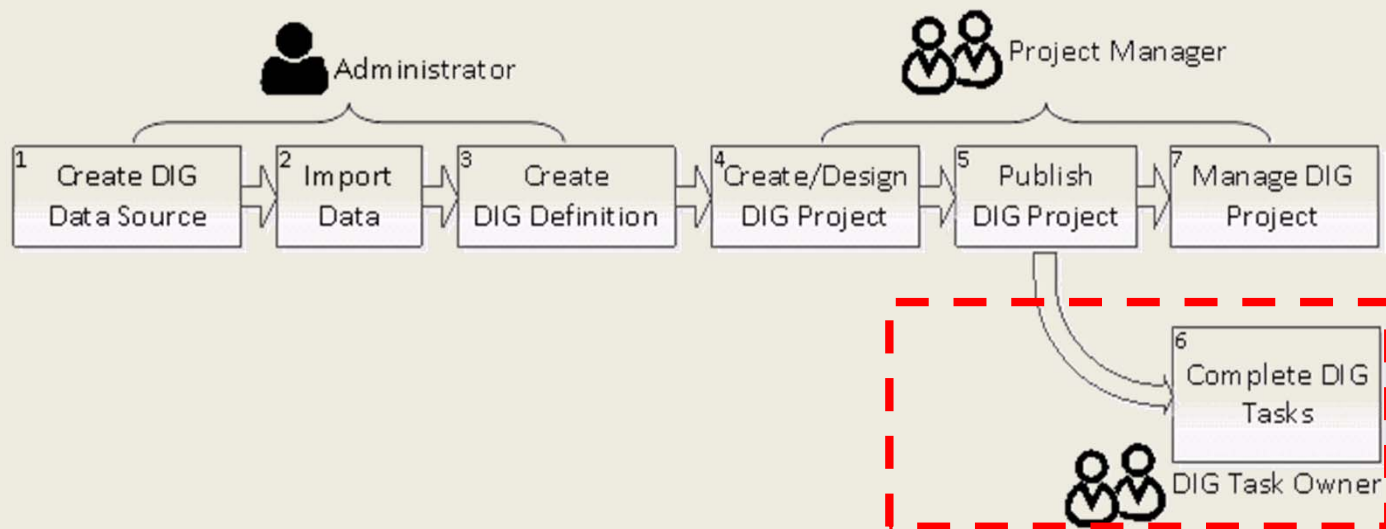 Administrator
Project Manager
1
Create DIG
Data Source
2
Import
Data
3
Create
DIG Definition
4
Create/Design
DIG Project
5
Publish
DIG Project
7
Manage DIG
Project
6
Complete DIG
Tasks
DIG Task Owner